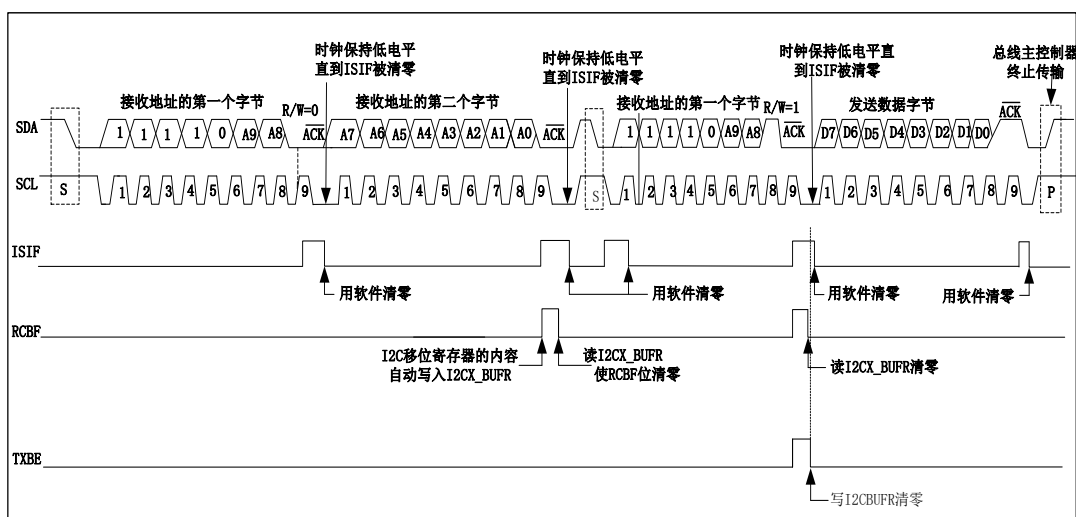 时钟保持低电平
直到ISIF被清零
时钟保持低电平
直到ISIF被清零
时钟保持低电平直
到ISIF被清零
总线主控制器
终止传输
接收地址的第一个字节
R/W=0
接收地址的第二个字节
接收地址的第一个字节
R/W=1
发送数据字节
ACK
SDA
1 1 1 1 0 A9 A8 ACK A7 A6 A5 A4 A3 A2 A1 A0 ACK 1 1 1 1 0 A9 A8 ACK D7 D6 D5 D4 D3 D2 D1 D0
SCL
S 1 2 3 4 5 6 7 8 9 1 2 3 4 5 6 7 8 9 S 1 2 3 4 5 6 7 8 9 1 2 3 4 5 6 7 8 9 P
ISIF
用软件清零
用软件清零
用软件清零
用软件清零
RCBF
I2C移位寄存器的内容
自动写入I2CX_BUFR
读I2CX_BUFR
使RCBF位清零
读I2CX_BUFR清零
TXBE
写I2CBUFR清零